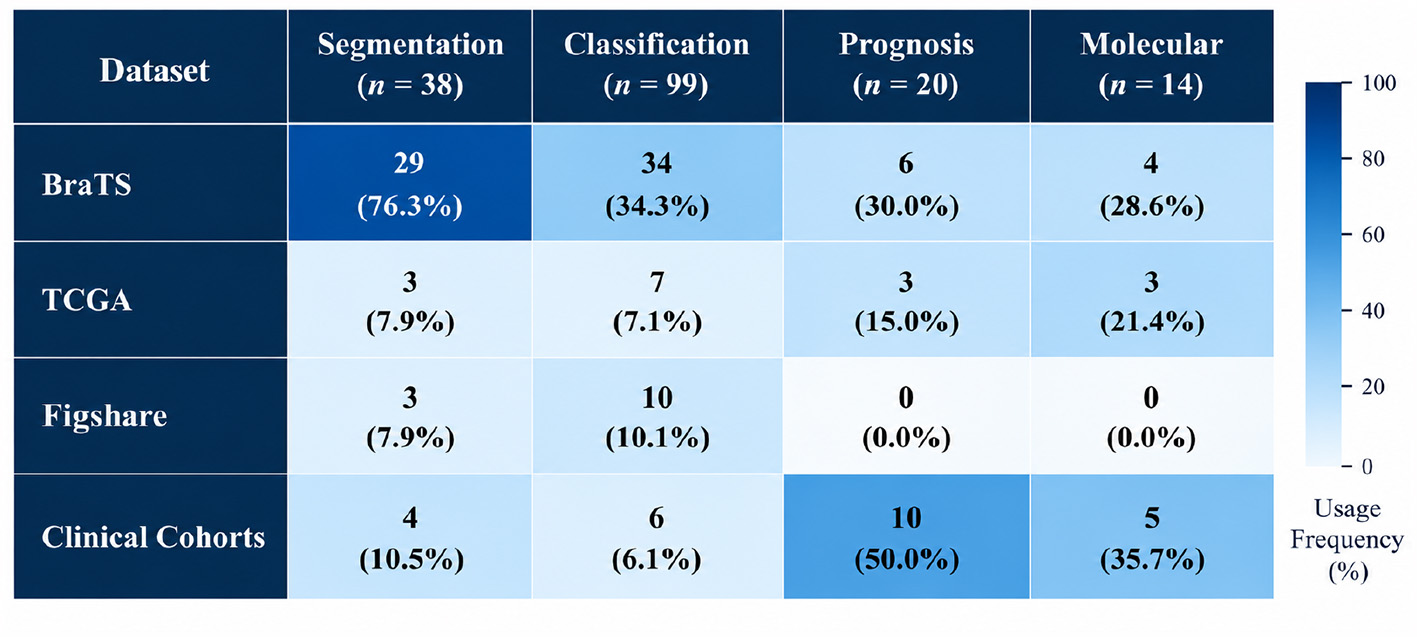 Dataset
Segmentation
(n = 38)
Classification
(n = 99)
Prognosis
(n = 20)
Molecular
(n = 14)
BraTS
29
(76.3%)
34
(34.3%)
6
(30.0%)
4
(28.6%)
TCGA
3
(7.9%)
7
(7.1%)
3
(15.0%)
3
(21.4%)
Figshare
3
(7.9%)
10
(10.1%)
0
(0.0%)
0
(0.0%)
Clinical Cohorts
4
(10.5%)
6
(6.1%)
10
(50.0%)
5
(35.7%)
100
80
60
40
20
0
Usage
Frequency
(%)